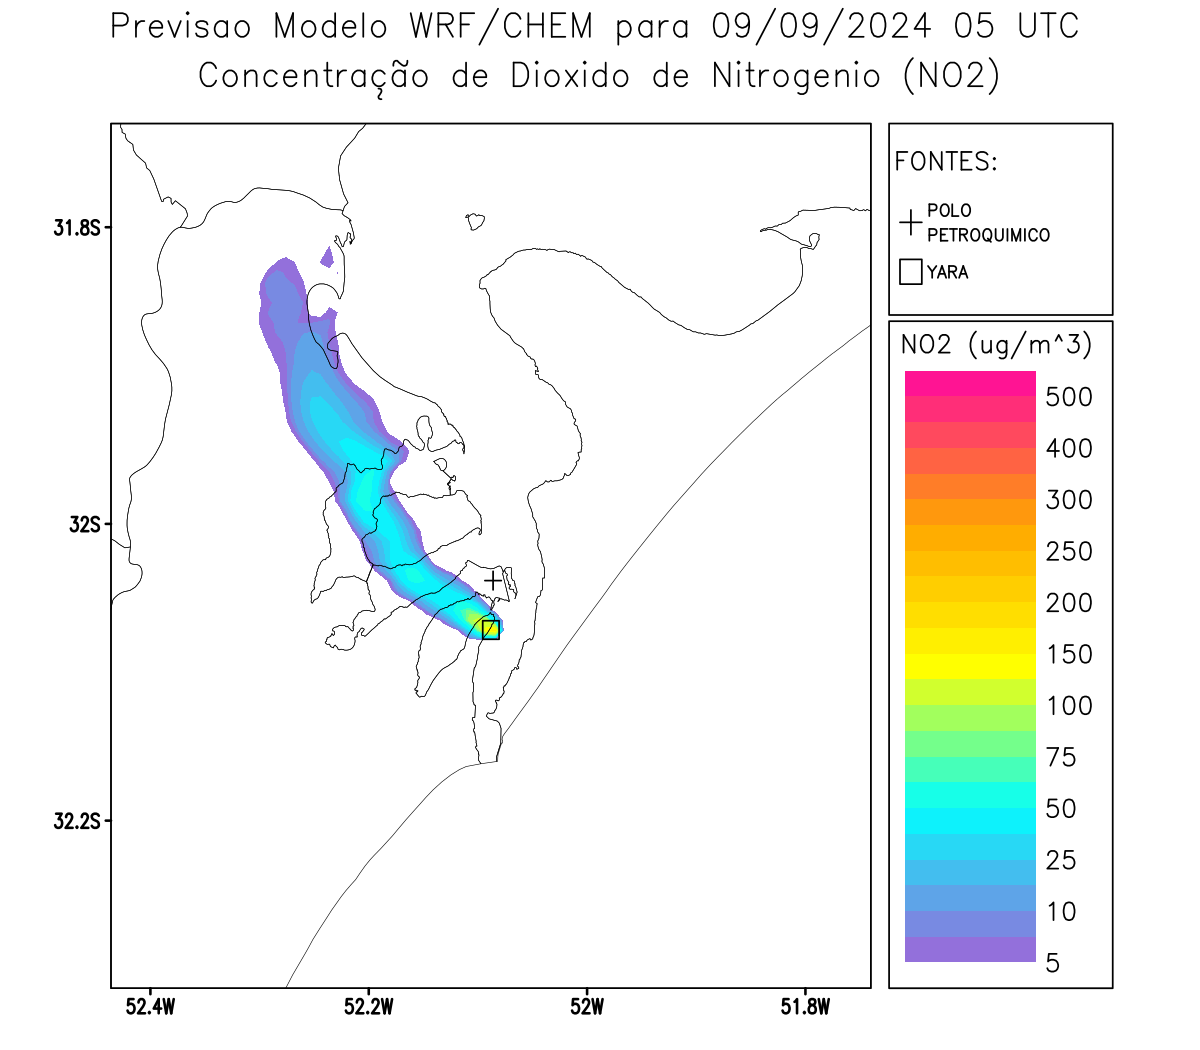 Previsao Modelo WRF/CHEM para 09/09/2024 05 UTC
Concentração de Dioxido de Nitrogenio (NO2)
FONTES:
POLO
PETROQUIMICO
YARA
31.8S
32S
32.2S
52.4W
52.2W
52W
51.8W
NO2 (ug/m^3)
500
400
300
250
200
150
100
75
50
25
10
5